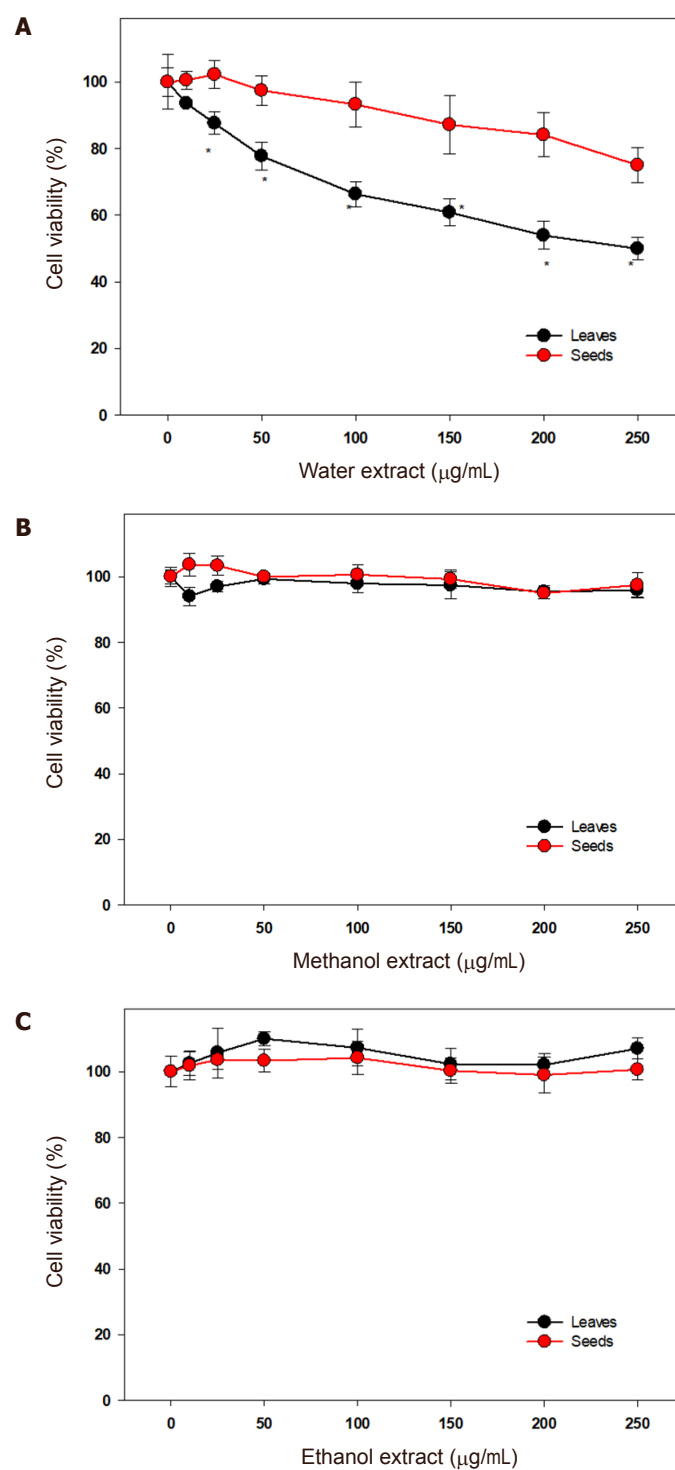 A
Cell viability (%)
100
80
60
40
20
0
*
*
*
*
*
*
Leaves
Seeds
0 50 100 150 200 250
Water extract (μg/mL)
B
Cell viability (%)
100
80
60
40
20
0
Leaves
Seeds
0 50 100 150 200 250
Methanol extract (μg/mL)
C
Cell viability (%)
100
80
60
40
20
0
Leaves
Seeds
0 50 100 150 200 250
Ethanol extract (μg/mL)